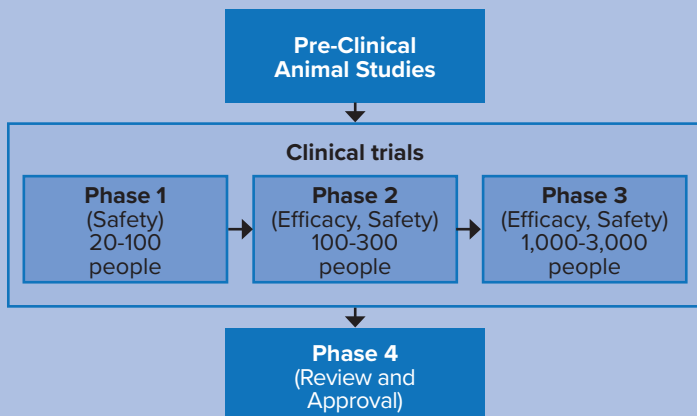 Pre-Clinical
Animal Studies
Clinical trials
Phase 1
(Safety)
20-100
people
Phase 2
(Efficacy, Safety)
100-300
people
Phase 3
(Efficacy, Safety)
1,000-3,000
people
Phase 4
(Review and
Approval)